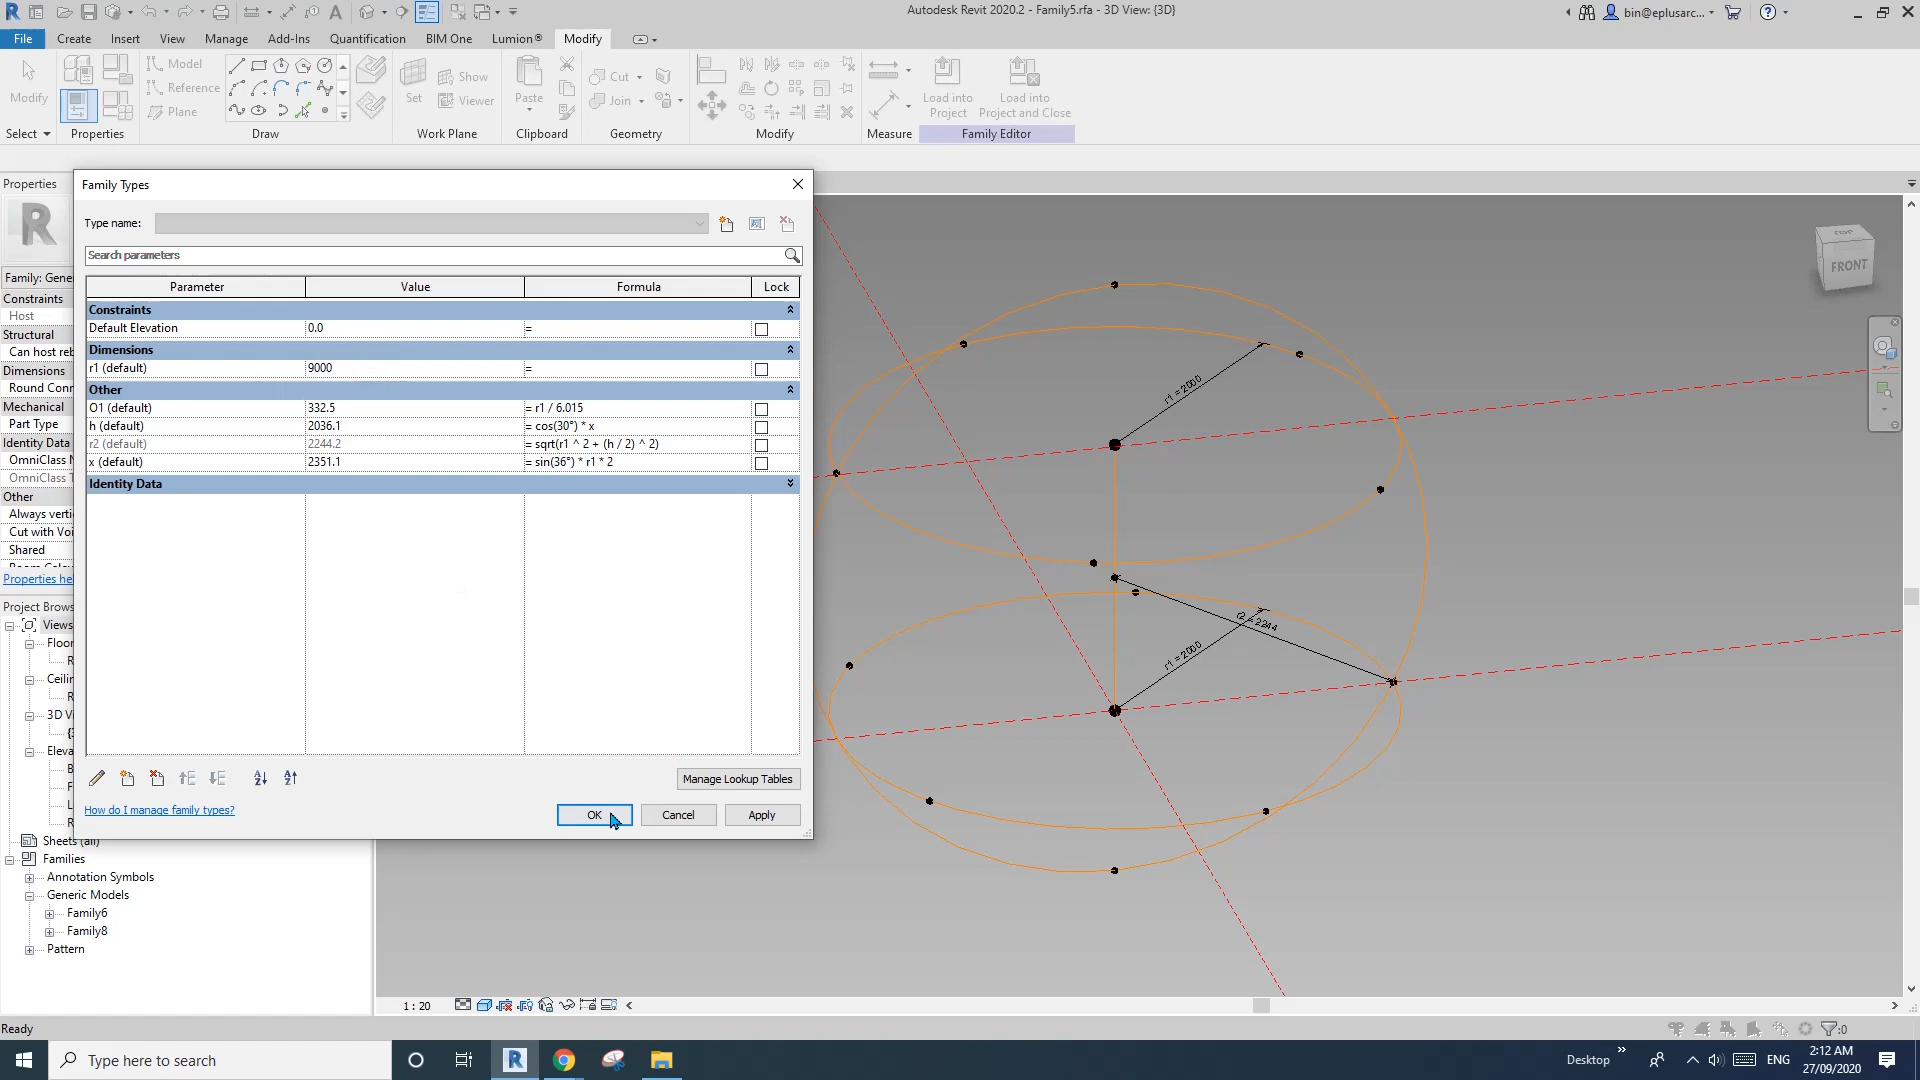 Autodesk Revit 2020.2 - Family5.rfa - 3D View: {3D}
bin@eplusarc...
File
Create
Insert
View
Manage
Add-Ins
Quantification
BIM One
Lumion®
Modify
Modify
Model
Reference
Plane
Set
Show
Viewer
Paste
Cut
Join
Load into
Project
Load into
Project and Close
Select
Properties
Draw
Work Plane
Clipboard
Geometry
Modify
Measure
Family Editor
Properties
Family: Gene
Constraints
Host
Structural
Can host reb
Dimensions
Round Conn
Mechanical
Part Type
Identity Data
OmniClass N
OmniClass T
Other
Always verti
Cut with Voi
Shared
Properties he
Family Types
Type name:
Search parameters
Parameter
Value
Formula
Lock
Constraints
Default Elevation
0.0
=
Dimensions
r1 (default)
9000
=
Other
O1 (default)
332.5
= r1 / 6.015
h (default)
2036.1
= cos(30°) * x
r2 (default)
2244.2
= sqrt(r1 ^ 2 + (h / 2) ^ 2)
x (default)
2351.1
= sin(36°) * r1 * 2
Identity Data
Manage Lookup Tables
How do I manage family types?
OK
Cancel
Apply
r1 = 2000
r2 = 2244
r1 = 2000
TOP
FRONT
Project Brows
Views
Floor
R
Ceilin
R
3D Vi
{3
Eleva
B
F
L
R
Sheets (all)
Families
Annotation Symbols
Generic Models
Family6
Family8
Pattern
1 : 20
Ready
:0
Type here to search
Desktop
ENG
2:12 AM
27/09/2020